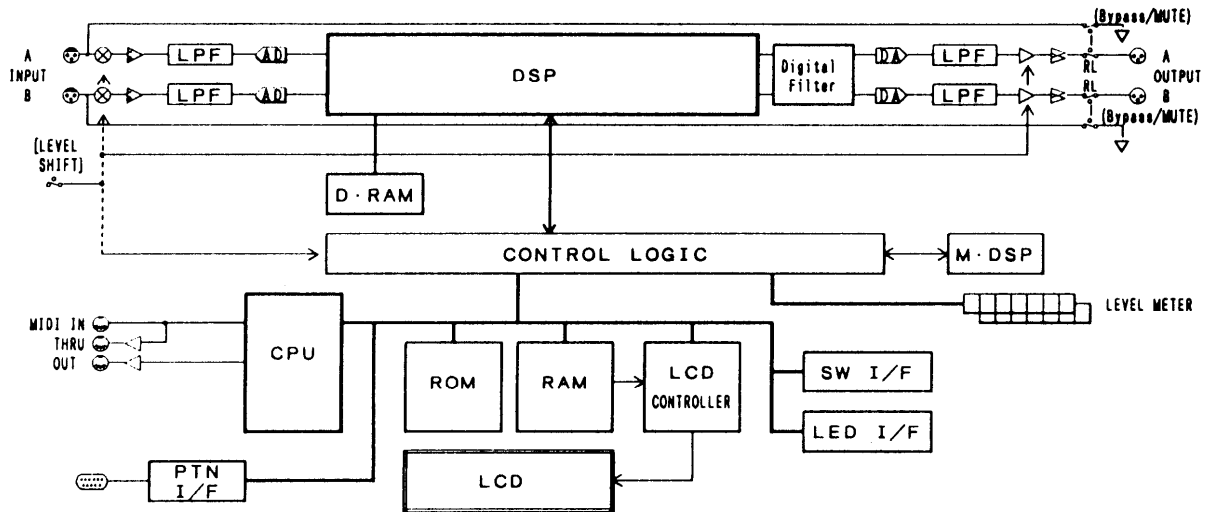 (Bypass/MUTE)
A
INPUT
B
LPF
AD
LPF
AD
DSP
Digital
Filter
DA
LPF
DA
LPF
RL
RL
A
OUTPUT
B
(Bypass/MUTE)
[LEVEL
SHIFT]
D·RAM
CONTROL LOGIC
M·DSP
LEVEL METER
MIDI IN
THRU
OUT
CPU
ROM
RAM
LCD
CONTROLLER
SW I/F
LED I/F
PTN
I/F
LCD